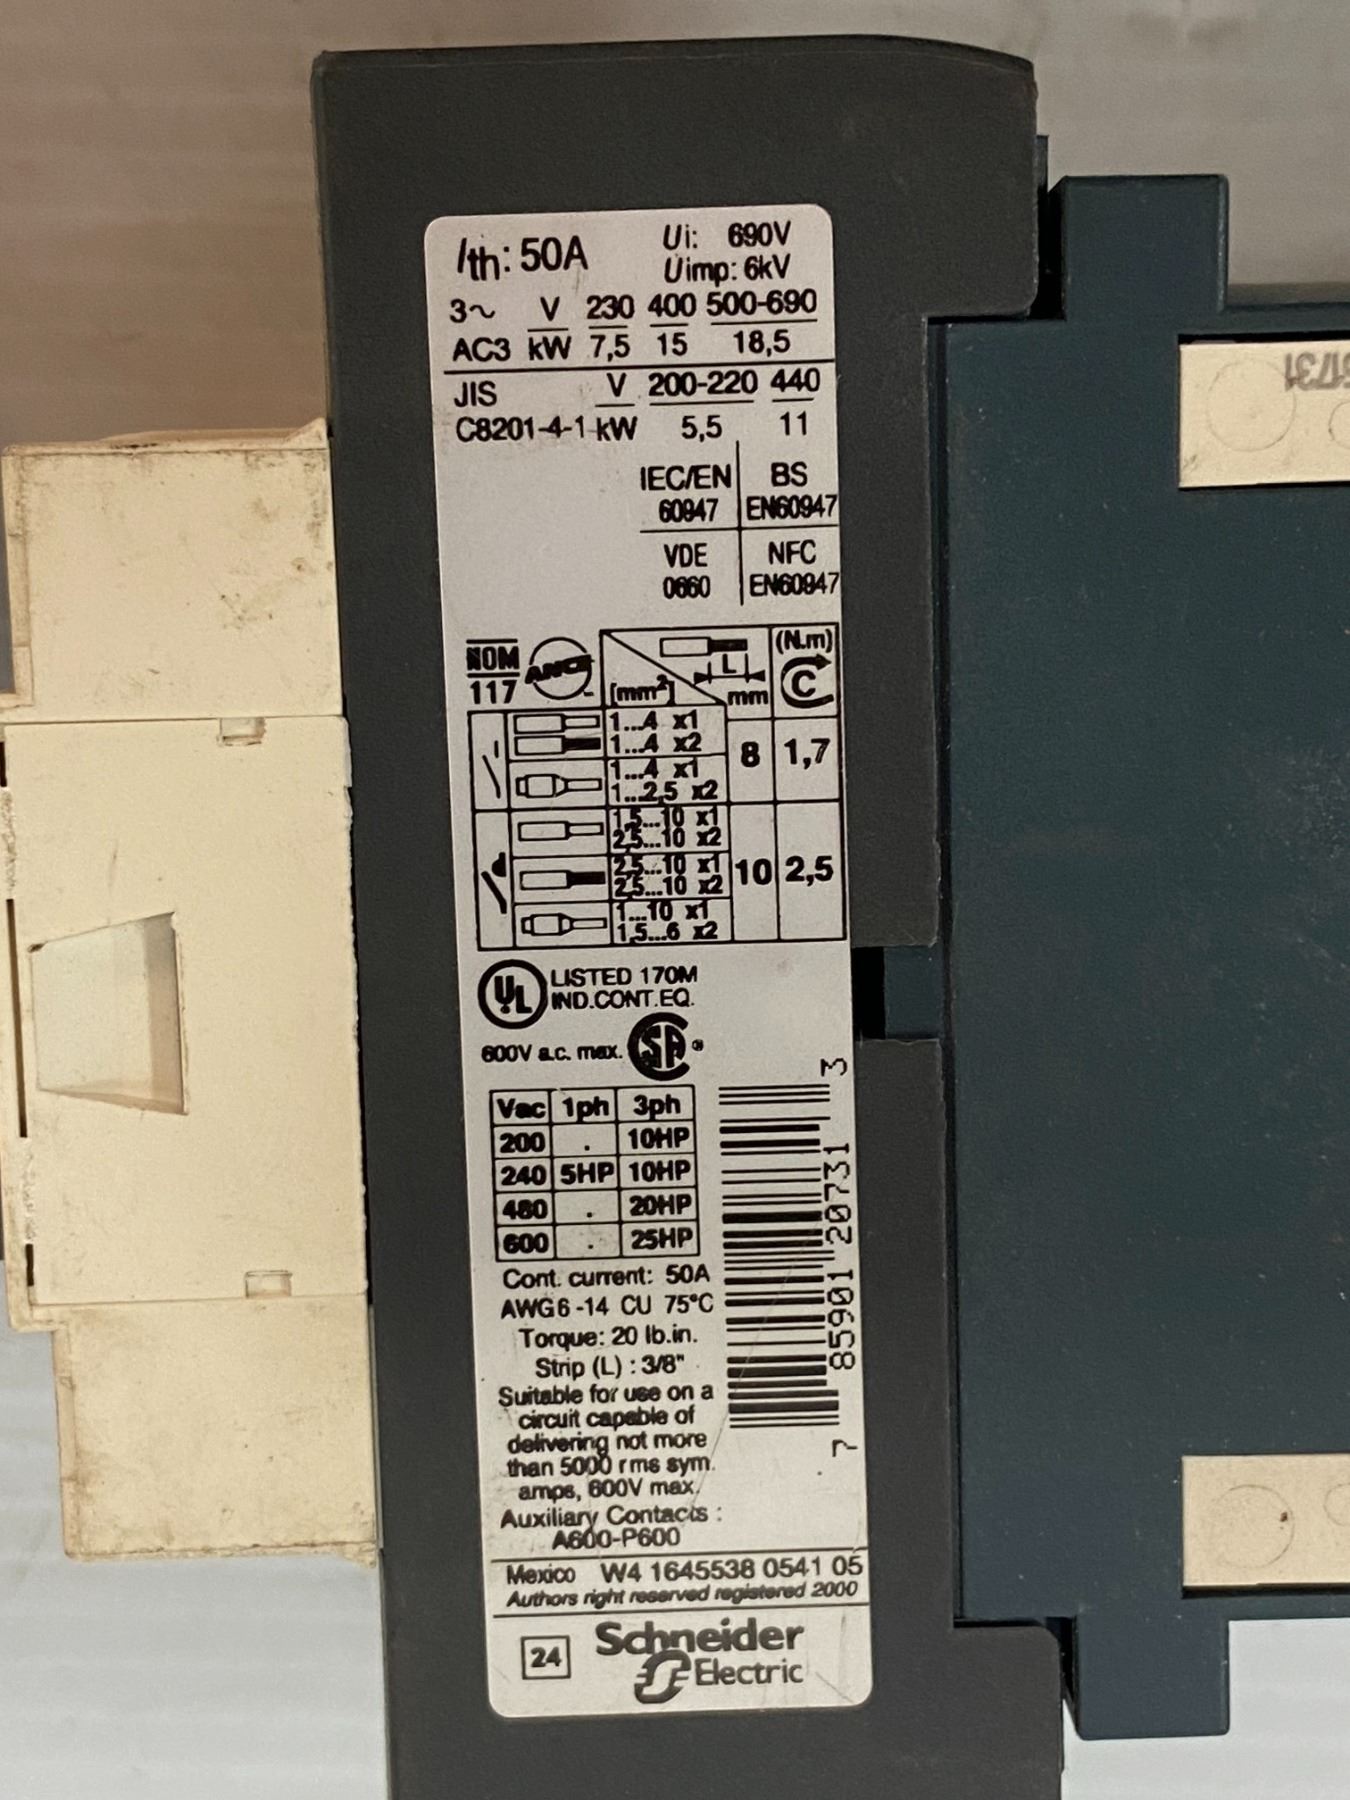 Ith: 50A Ui: 690V
Uimp: 6kV
3~ V 230 400 500-690
AC3 kW 7,5 15 18,5
JIS V 200-220 440
C8201-4-1 kW 5,5 11
IEC/EN BS
60947 EN60947
VDE NFC
0660 EN60947
NOM ANCE L (N.m)
117 [mm²] mm C
1...4 x1
1...4 x2 8 1,7
1...4 x1
1...2,5 x2
1,5...10 x1
2,5...10 x2
2,5...10 x1 10 2,5
2,5...10 x2
1...10 x1
1,5...6 x2
UL LISTED 170M
IND.CONT.EQ.
600V a.c. max. SA ®
Vac 1ph 3ph
200 . 10HP
240 5HP 10HP
480 . 20HP
600 . 25HP
Cont. current: 50A
AWG 6 -14 CU 75°C
Torque: 20 lb.in.
Strip (L) : 3/8"
Suitable for use on a
circuit capable of
delivering not more
than 5000 rms sym.
amps, 600V max.
Auxiliary Contacts :
A600-P600
7 85901 20731 3
Mexico W4 1645538 0541 05
Authors right reserved registered 2000
24 Schneider
Electric